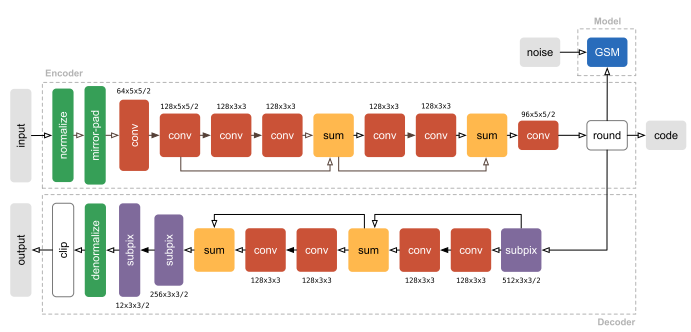 Model
noise
GSM
Encoder
64x5x5/2
128x5x5/2
128x3x3
128x3x3
128x3x3
128x3x3
96x5x5/2
input
normalize
mirror-pad
conv
conv
conv
conv
sum
conv
conv
sum
conv
round
code
output
clip
denormalize
subpix
subpix
sum
conv
conv
sum
conv
conv
subpix
12x3x3/2
256x3x3/2
128x3x3
128x3x3
128x3x3
128x3x3
512x3x3/2
Decoder